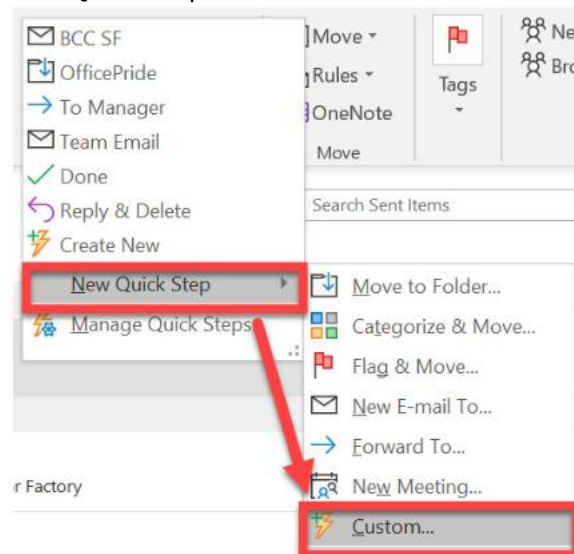 BCC SF
OfficePride
To Manager
Team Email
Done
Reply & Delete
Create New
New Quick Step
Manage Quick Steps
Move
Rules
OneNote
Move
Tags
Ne
Bro
Search Sent Items
Move to Folder...
Categorize & Move...
Flag & Move...
New E-mail To...
Forward To...
New Meeting...
Custom...
r Factory